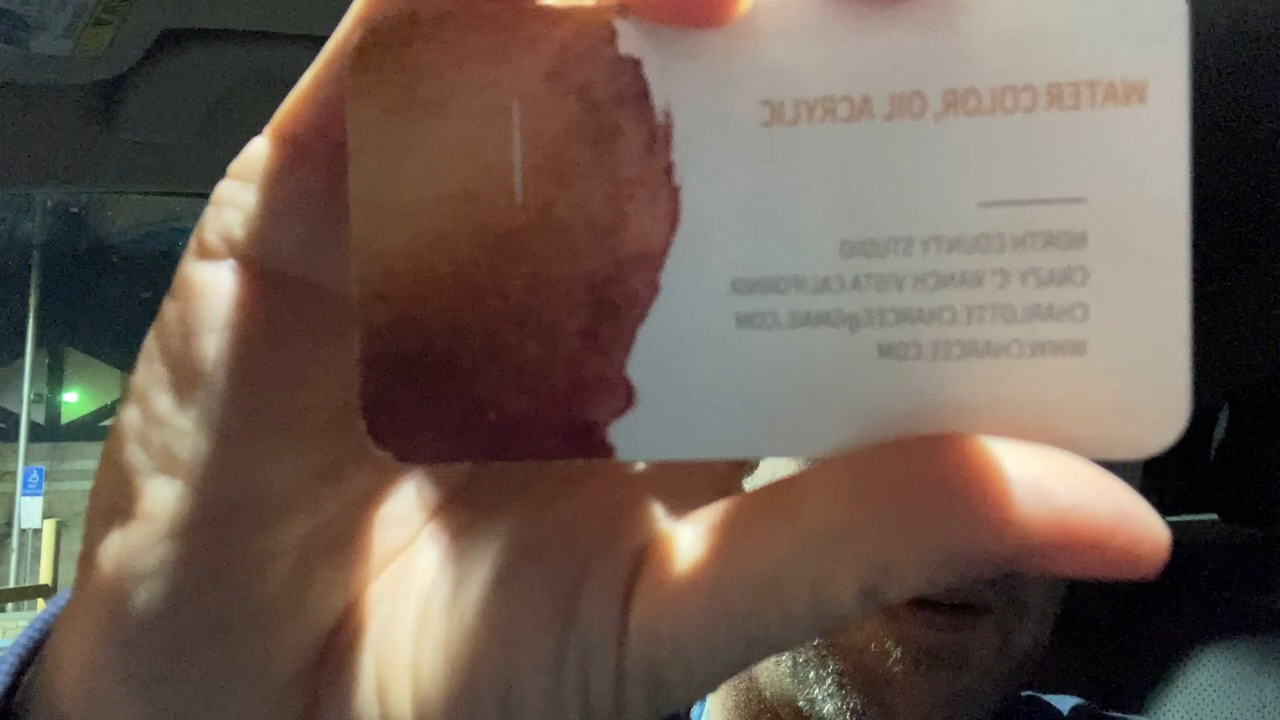 WATER COLOR, OIL ACRYLIC
NORTH COUNTY STUDIO
CRAZY "C" RANCH VISTA CALIFORNIA
CHARLOTTE.CHARCEE@GMAIL.COM
WWW.CHARCEE.COM